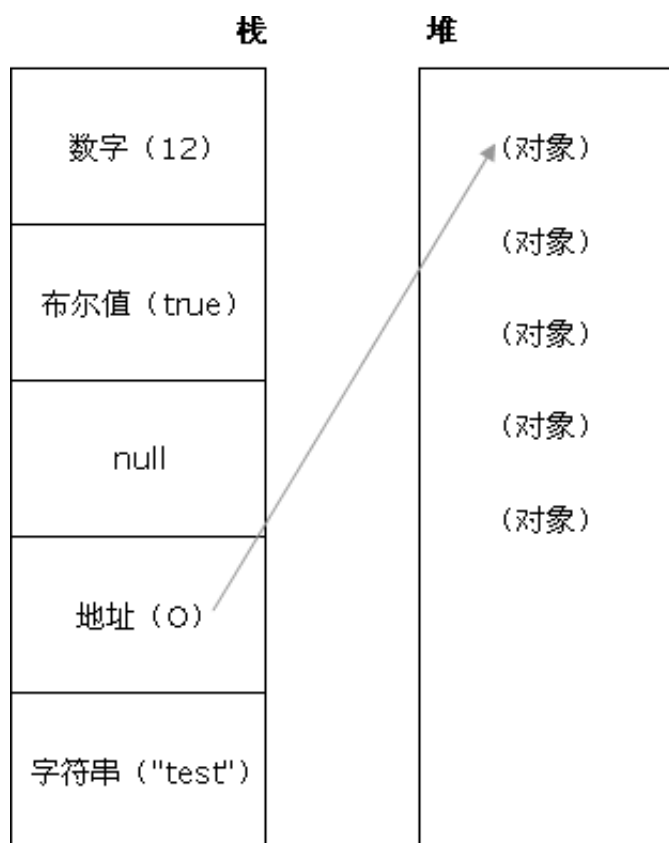 栈
堆
数字（12）
布尔值（true）
null
地址（O）
字符串（"test"）
（对象）
（对象）
（对象）
（对象）
（对象）